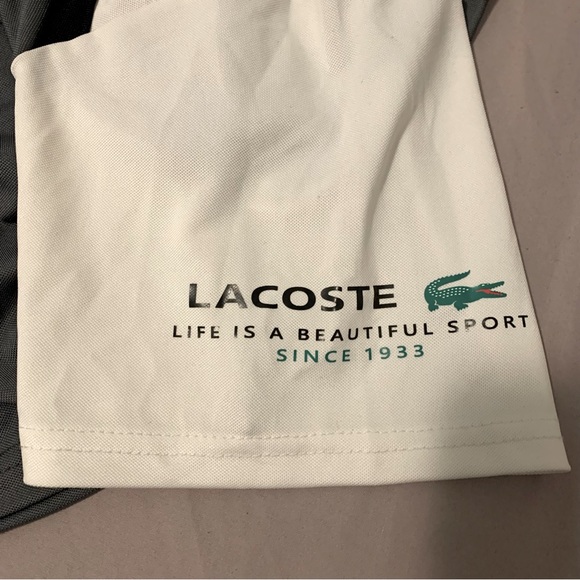 LACOSTE
LIFE IS A BEAUTIFUL SPORT
SINCE 1933